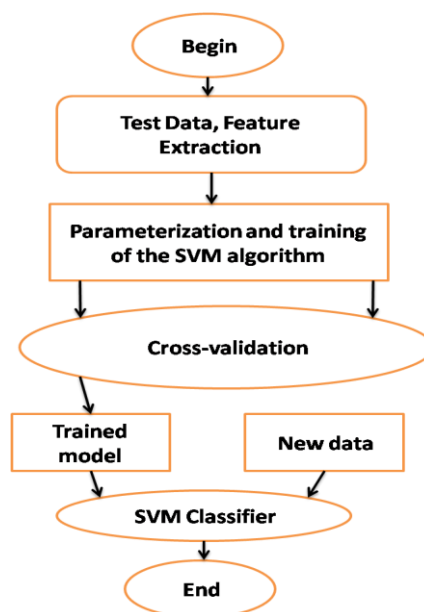 Begin
Test Data, Feature
Extraction
Parameterization and training
of the SVM algorithm
Cross-validation
Trained
model
New data
SVM Classifier
End